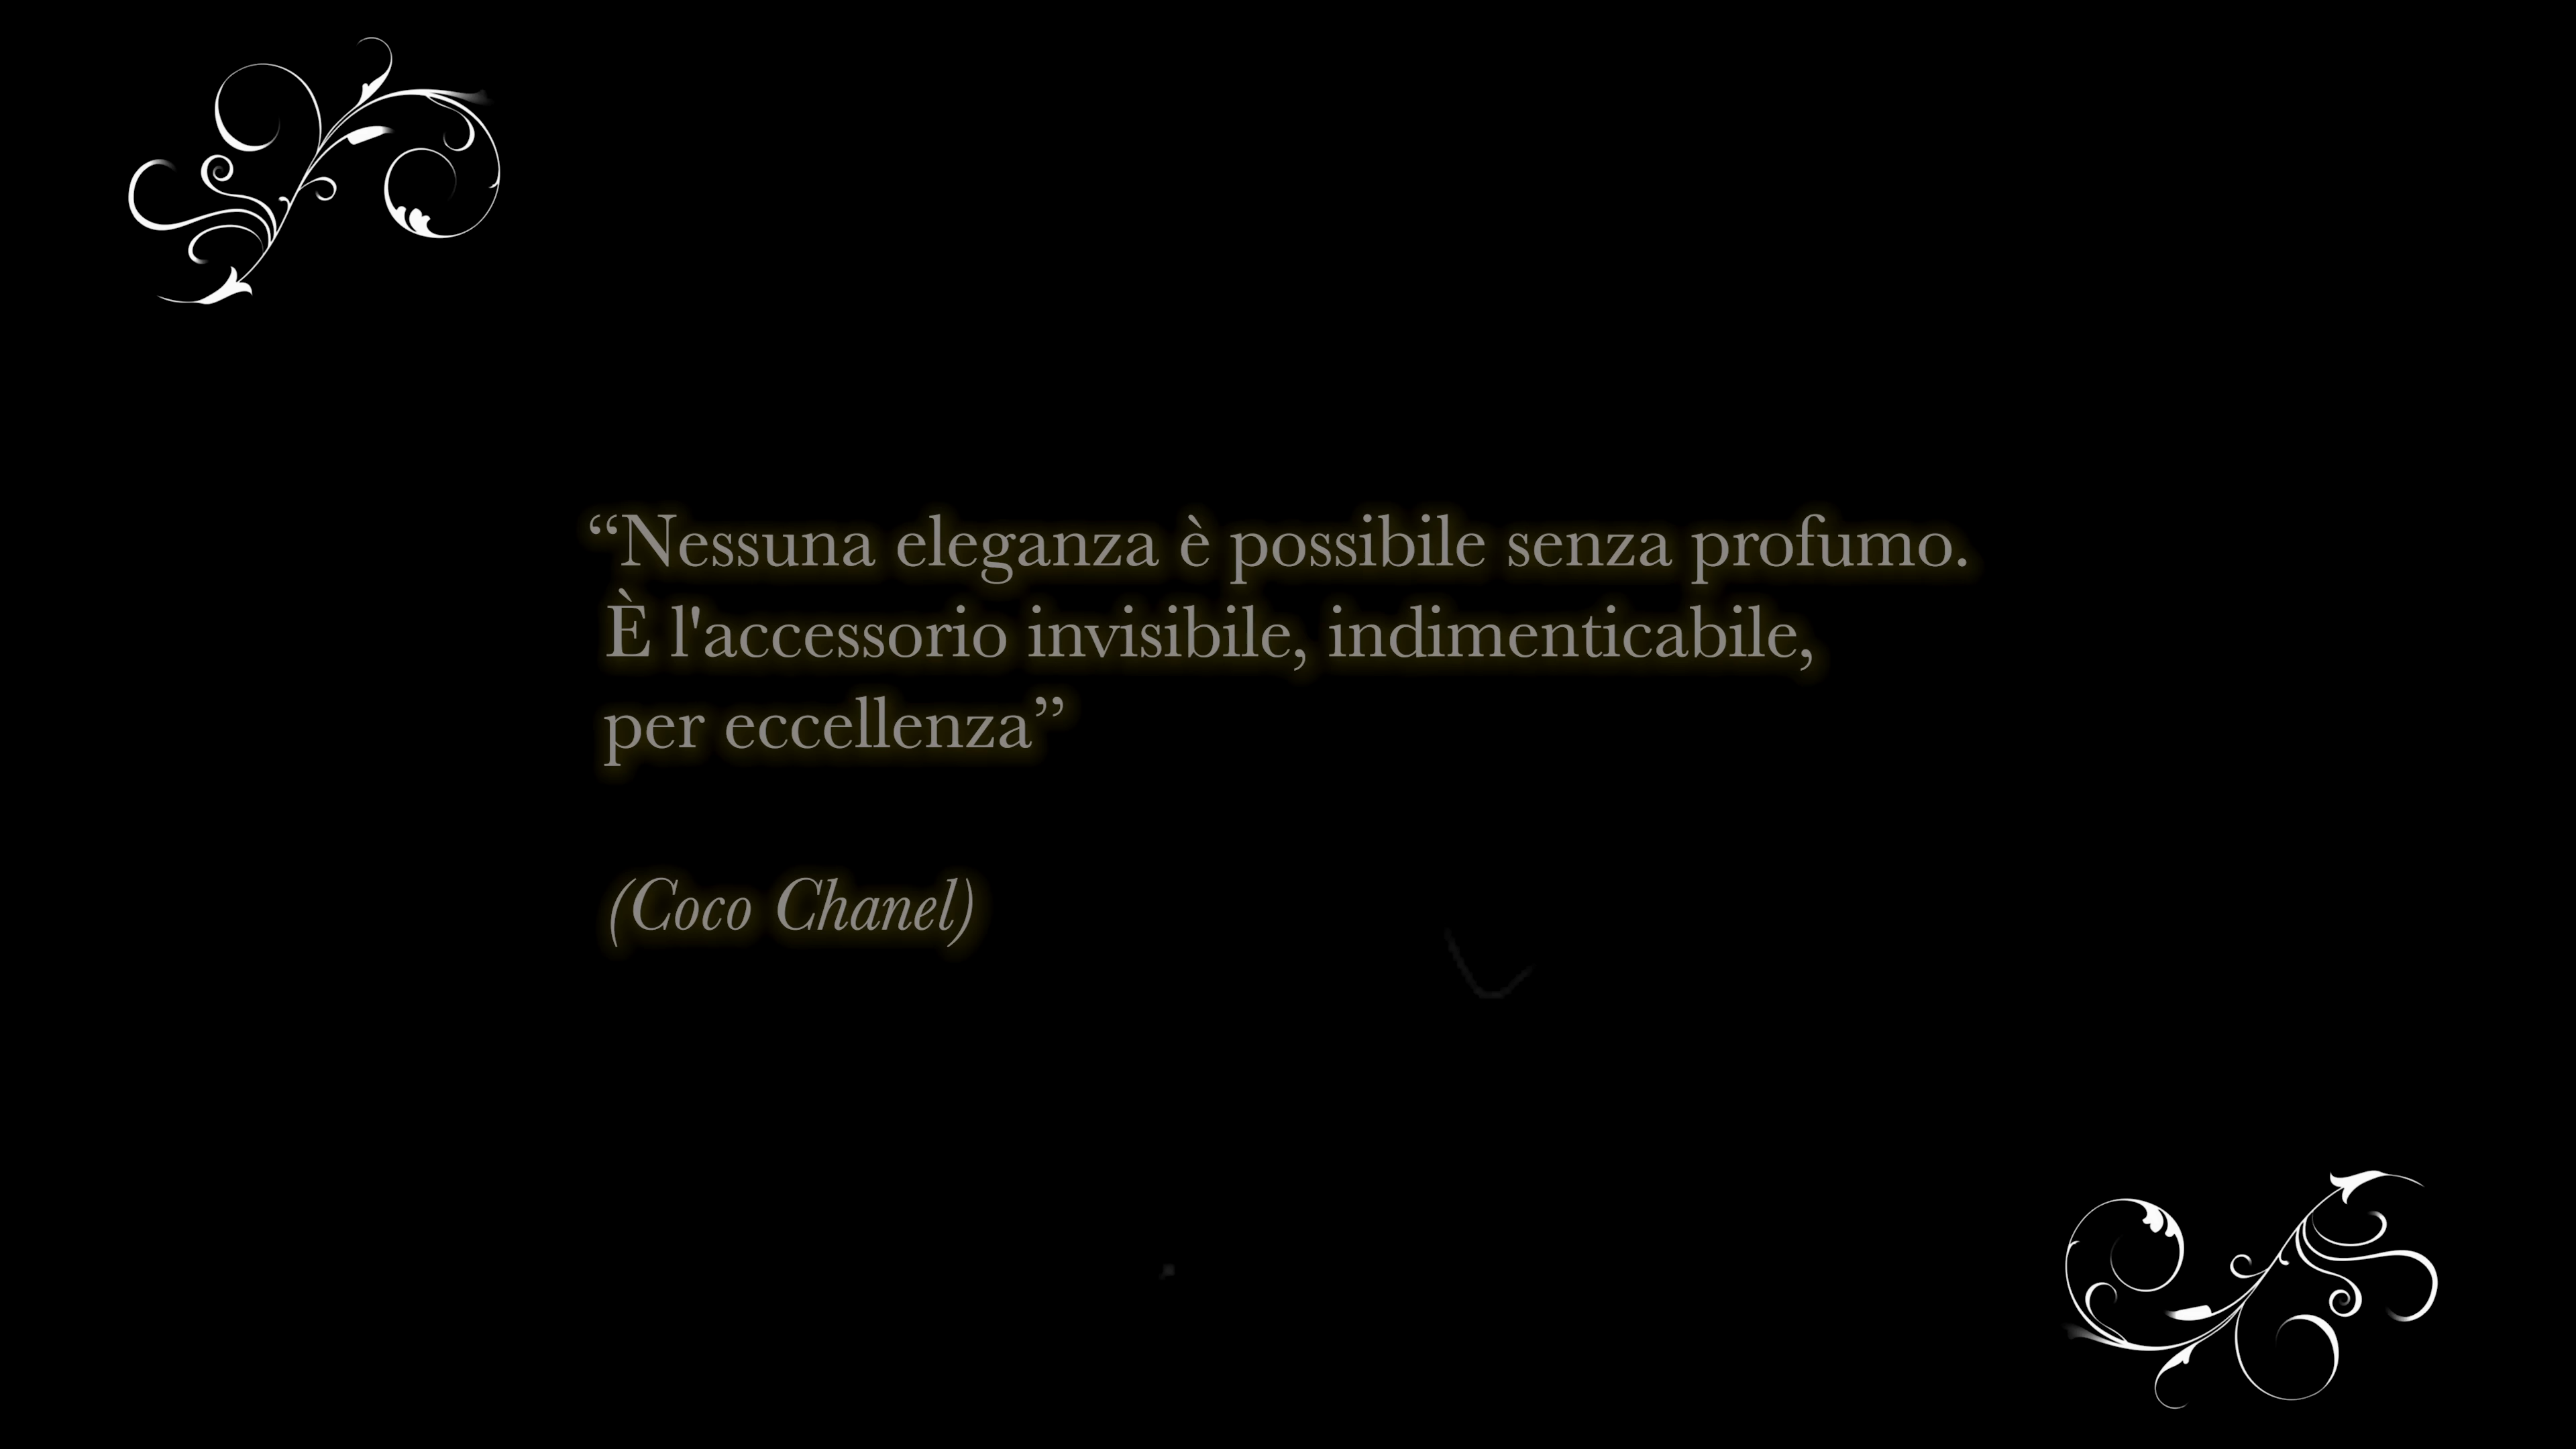 “Nessuna eleganza è possibile senza profumo.
È l'accessorio invisibile, indimenticabile,
per eccellenza”
(Coco Chanel)